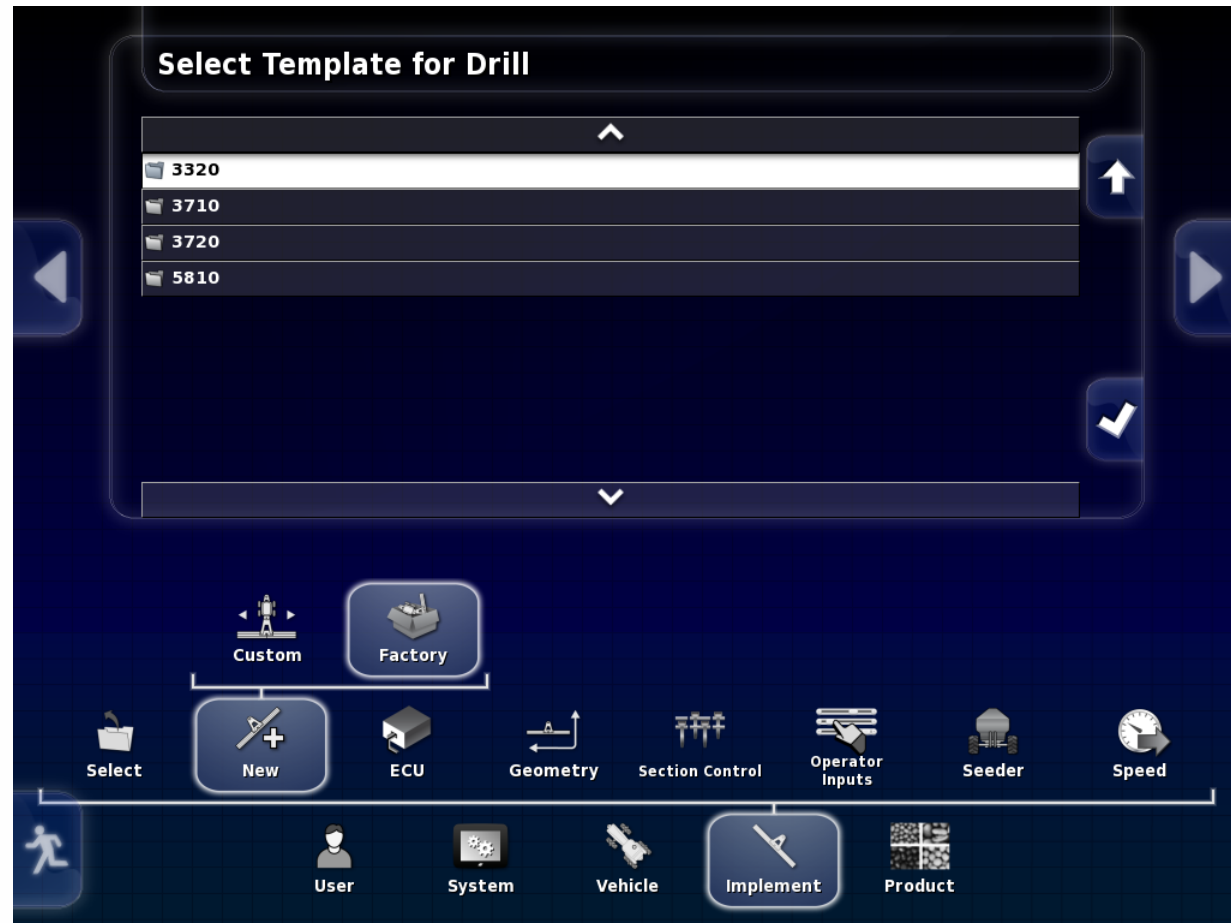 Select Template for Drill
3320
3710
3720
5810
Custom
Factory
Select
New
ECU
Geometry
Section Control
Operator
Inputs
Seeder
Speed
User
System
Vehicle
Implement
Product